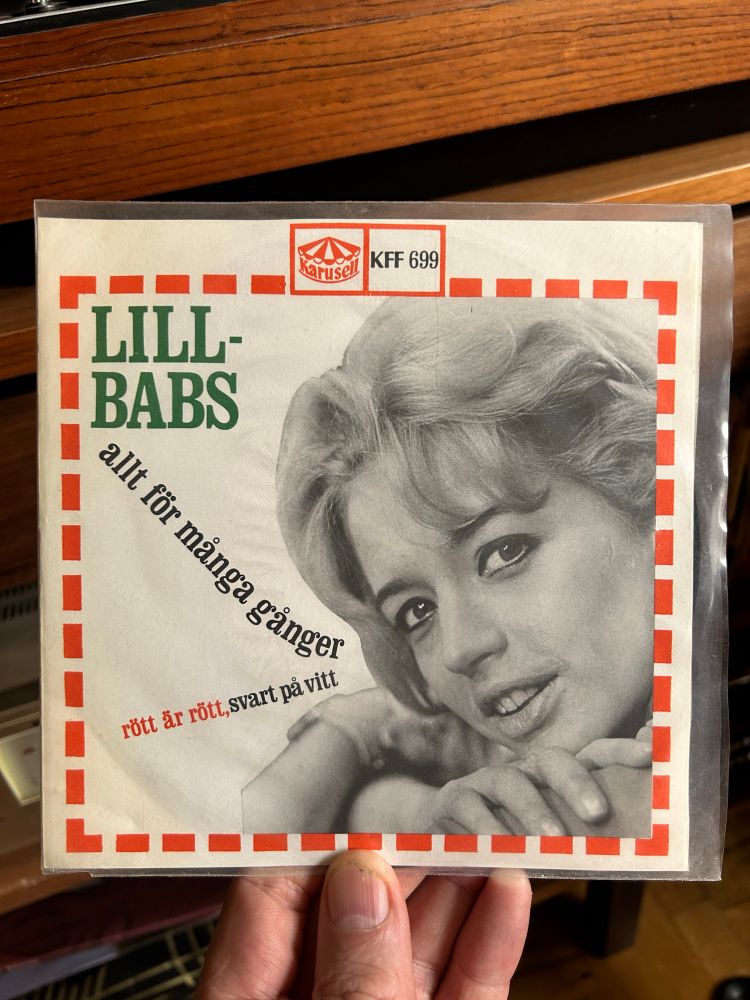 Karusell
KFF 699
LILL-
BABS
allt för många gånger
rött är rött, svart på vitt